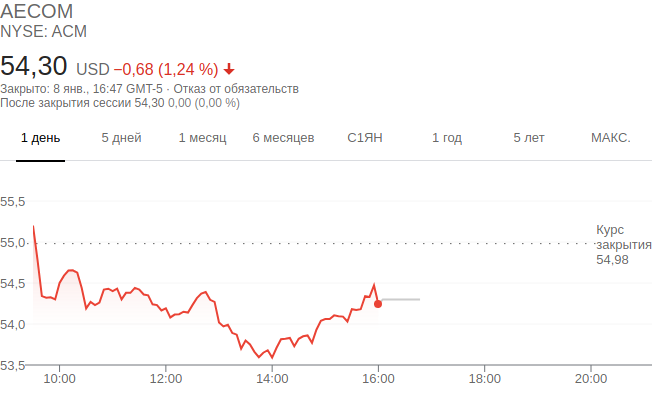 AECOM
NYSE: ACM
54,30 USD −0,68 (1,24 %)
Закрыто: 8 янв., 16:47 GMT-5 · Отказ от обязательств
После закрытия сессии 54,30 0,00 (0,00 %)
1 день 5 дней 1 месяц 6 месяцев С1ЯН 1 год 5 лет МАКС.
55,5
55,0
54,5
54,0
53,5
Курс
закрытия
54,98
10:00 12:00 14:00 16:00 18:00 20:00